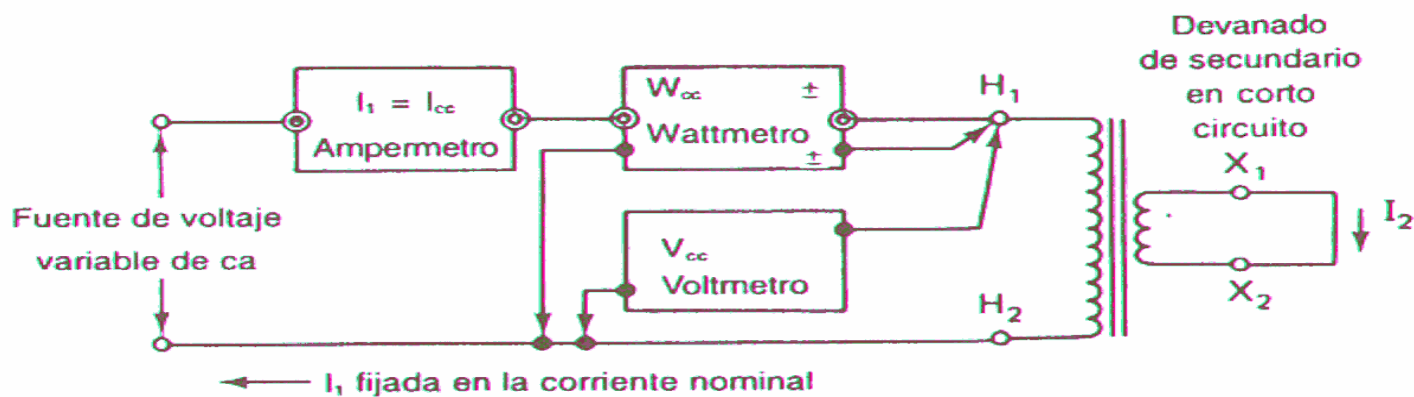 Devanado
de secundario
en corto
circuito
I₁ = Icc
Ampermetro
Wcc ±
Wattmetro
±
H₁
X₁
I₂
Fuente de voltaje
variable de ca
Vcc
Voltmetro
X₂
H₂
I₁ fijada en la corriente nominal